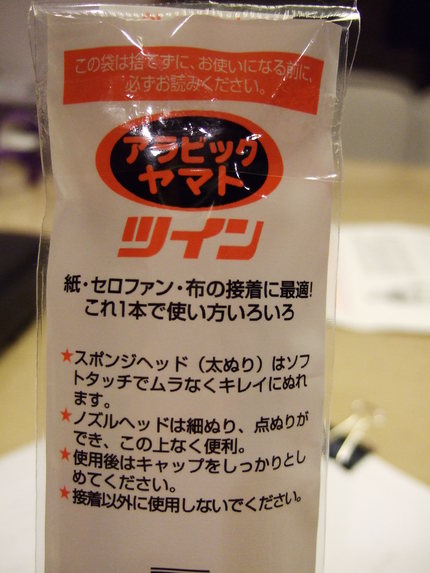 この袋は捨てずに、お使いになる前に、
必ずお読みください。
アラビック
ヤマト
ツイン
紙・セロファン・布の接着に最適!
これ1本で使い方いろいろ
★スポンジヘッド（太ぬり）はソフ
トタッチでムラなくキレイにぬれ
ます。
★ノズルヘッドは細ぬり、点ぬりが
でき、この上なく便利。
★使用後はキャップをしっかりとし
めてください。
★接着以外に使用しないでください。